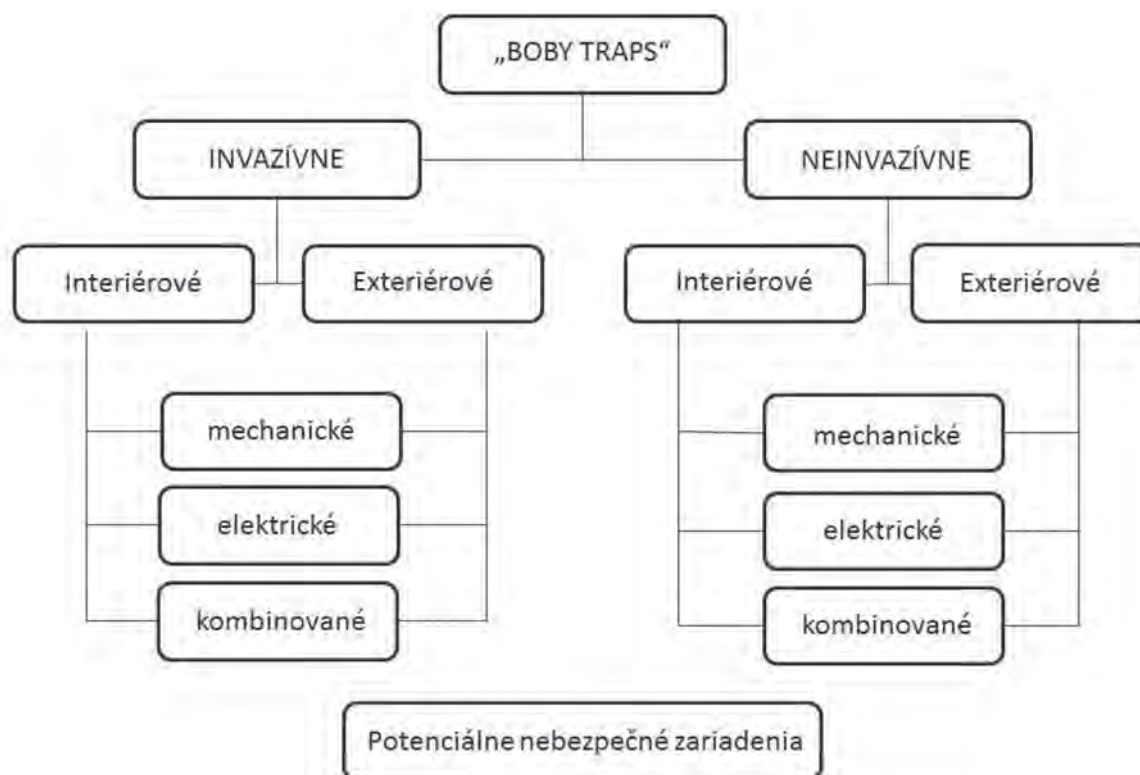 „BOBY TRAPS“
INVAZÍVNE
NEINVAZÍVNE
Interiérové
Exteriérové
Interiérové
Exteriérové
mechanické
elektrické
kombinované
mechanické
elektrické
kombinované
Potenciálne nebezpečné zariadenia